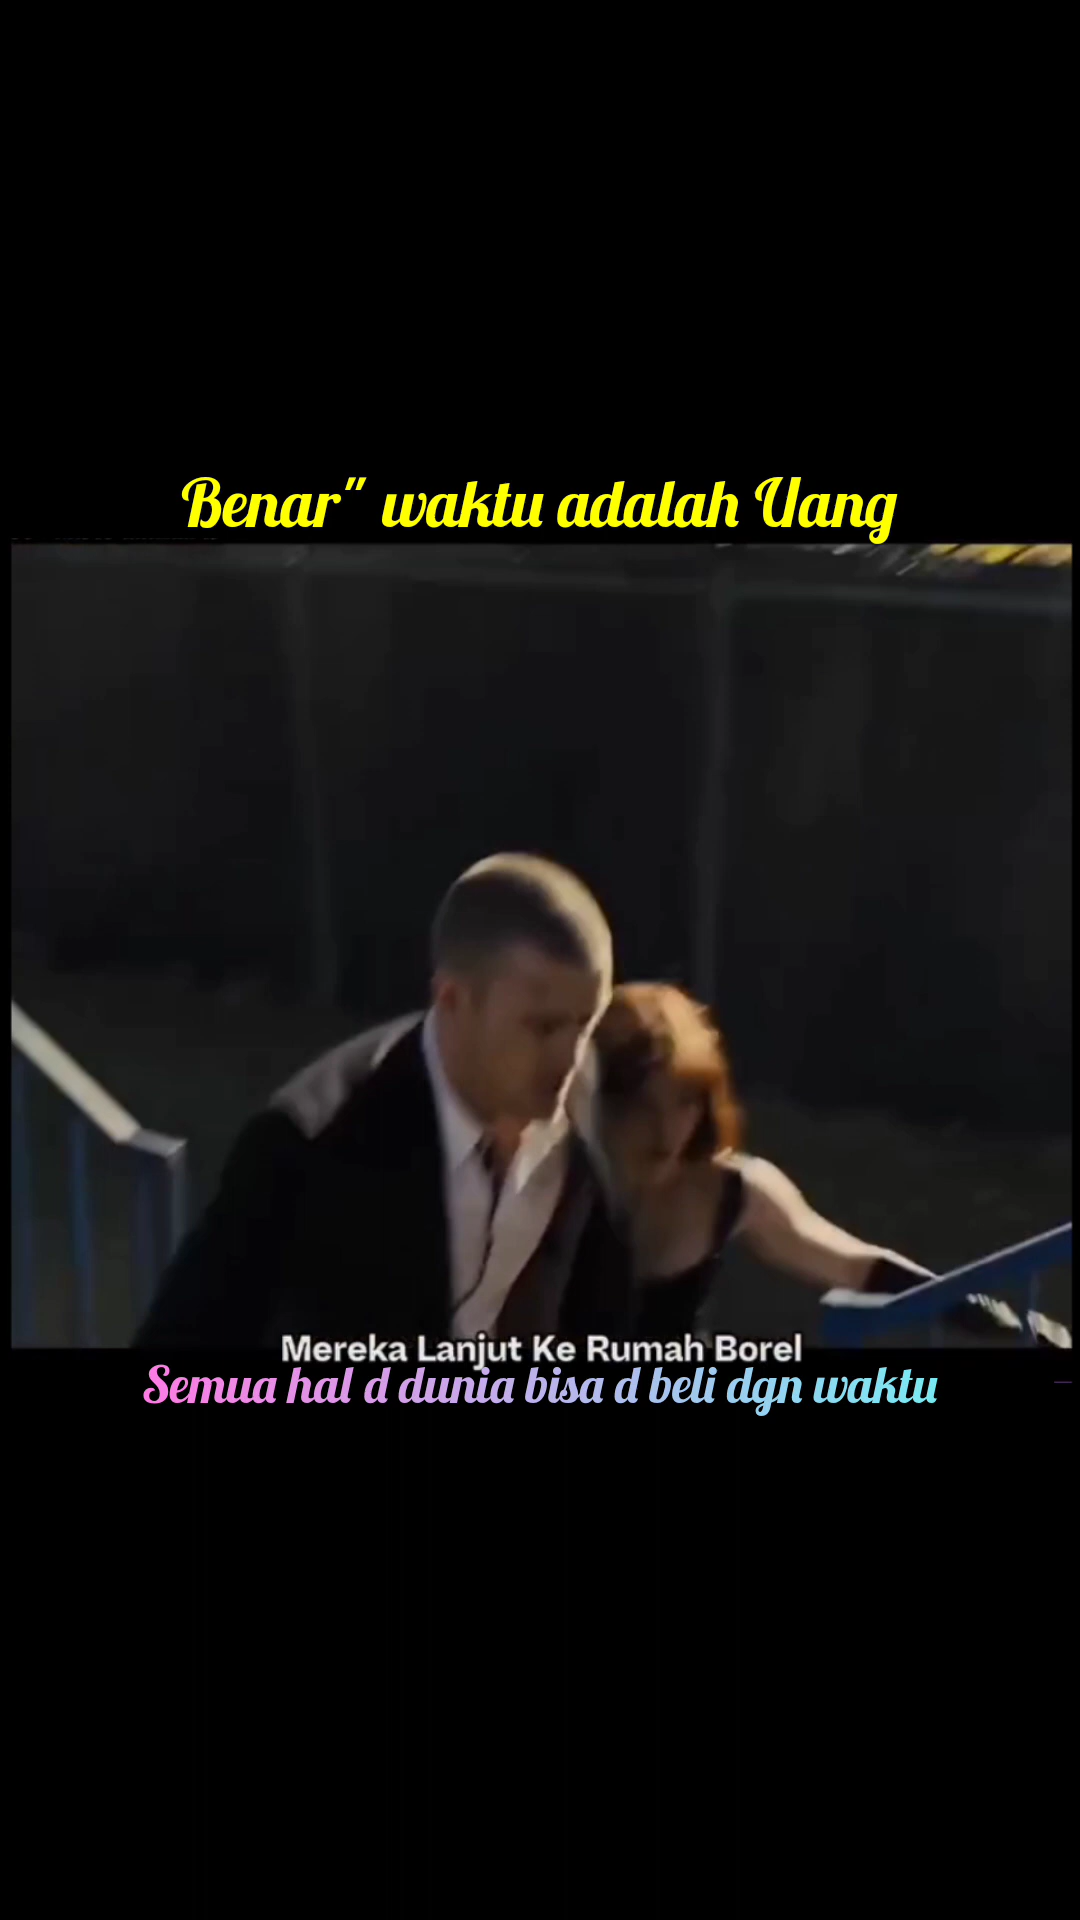 Benar" waktu adalah Uang
Mereka Lanjut Ke Rumah Borel
Semua hal d dunia bisa d beli dgn waktu